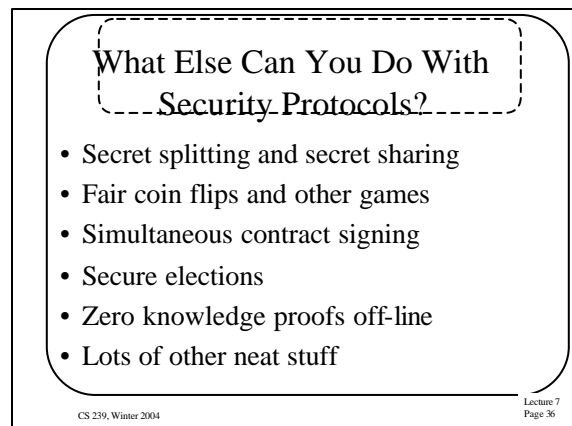 What Else Can You Do With
Security Protocols?
• Secret splitting and secret sharing
• Fair coin flips and other games
• Simultaneous contract signing
• Secure elections
• Zero knowledge proofs off-line
• Lots of other neat stuff
CS 239, Winter 2004
Lecture 7
Page 36